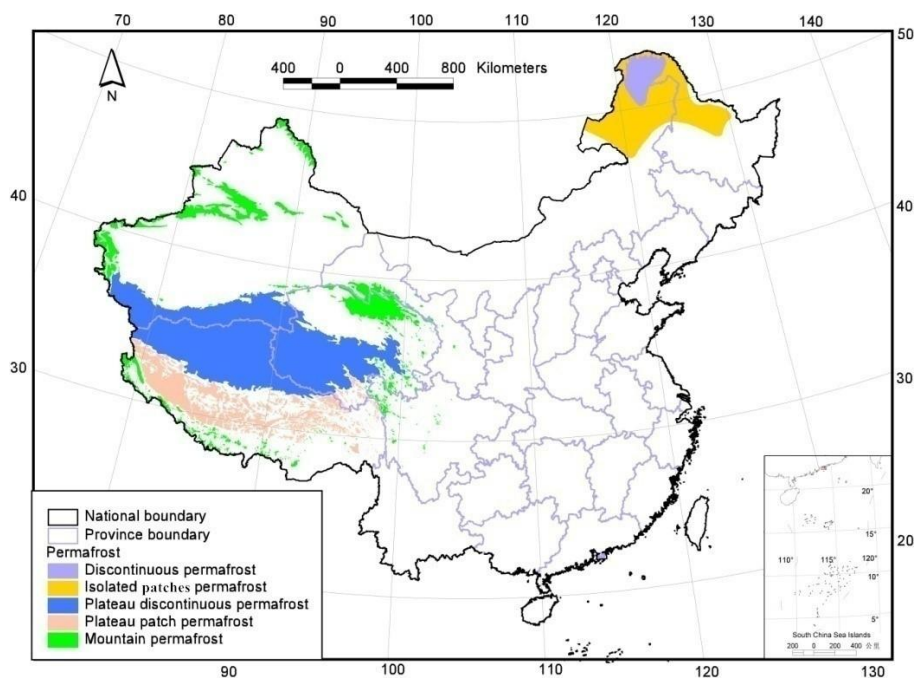 70 80 90 100 110 120 130 140 50
400 0 400 800 Kilometers
N
40
40
30
30
20
National boundary
Province boundary
Permafrost
Discontinuous permafrost
Isolated patches permafrost
Plateau discontinuous permafrost
Plateau patch permafrost
Mountain permafrost
20°
15°
110° 115° 120°
10°
5°
South China Sea Islands
200 0 200 400 公里
90 100 110 120 130